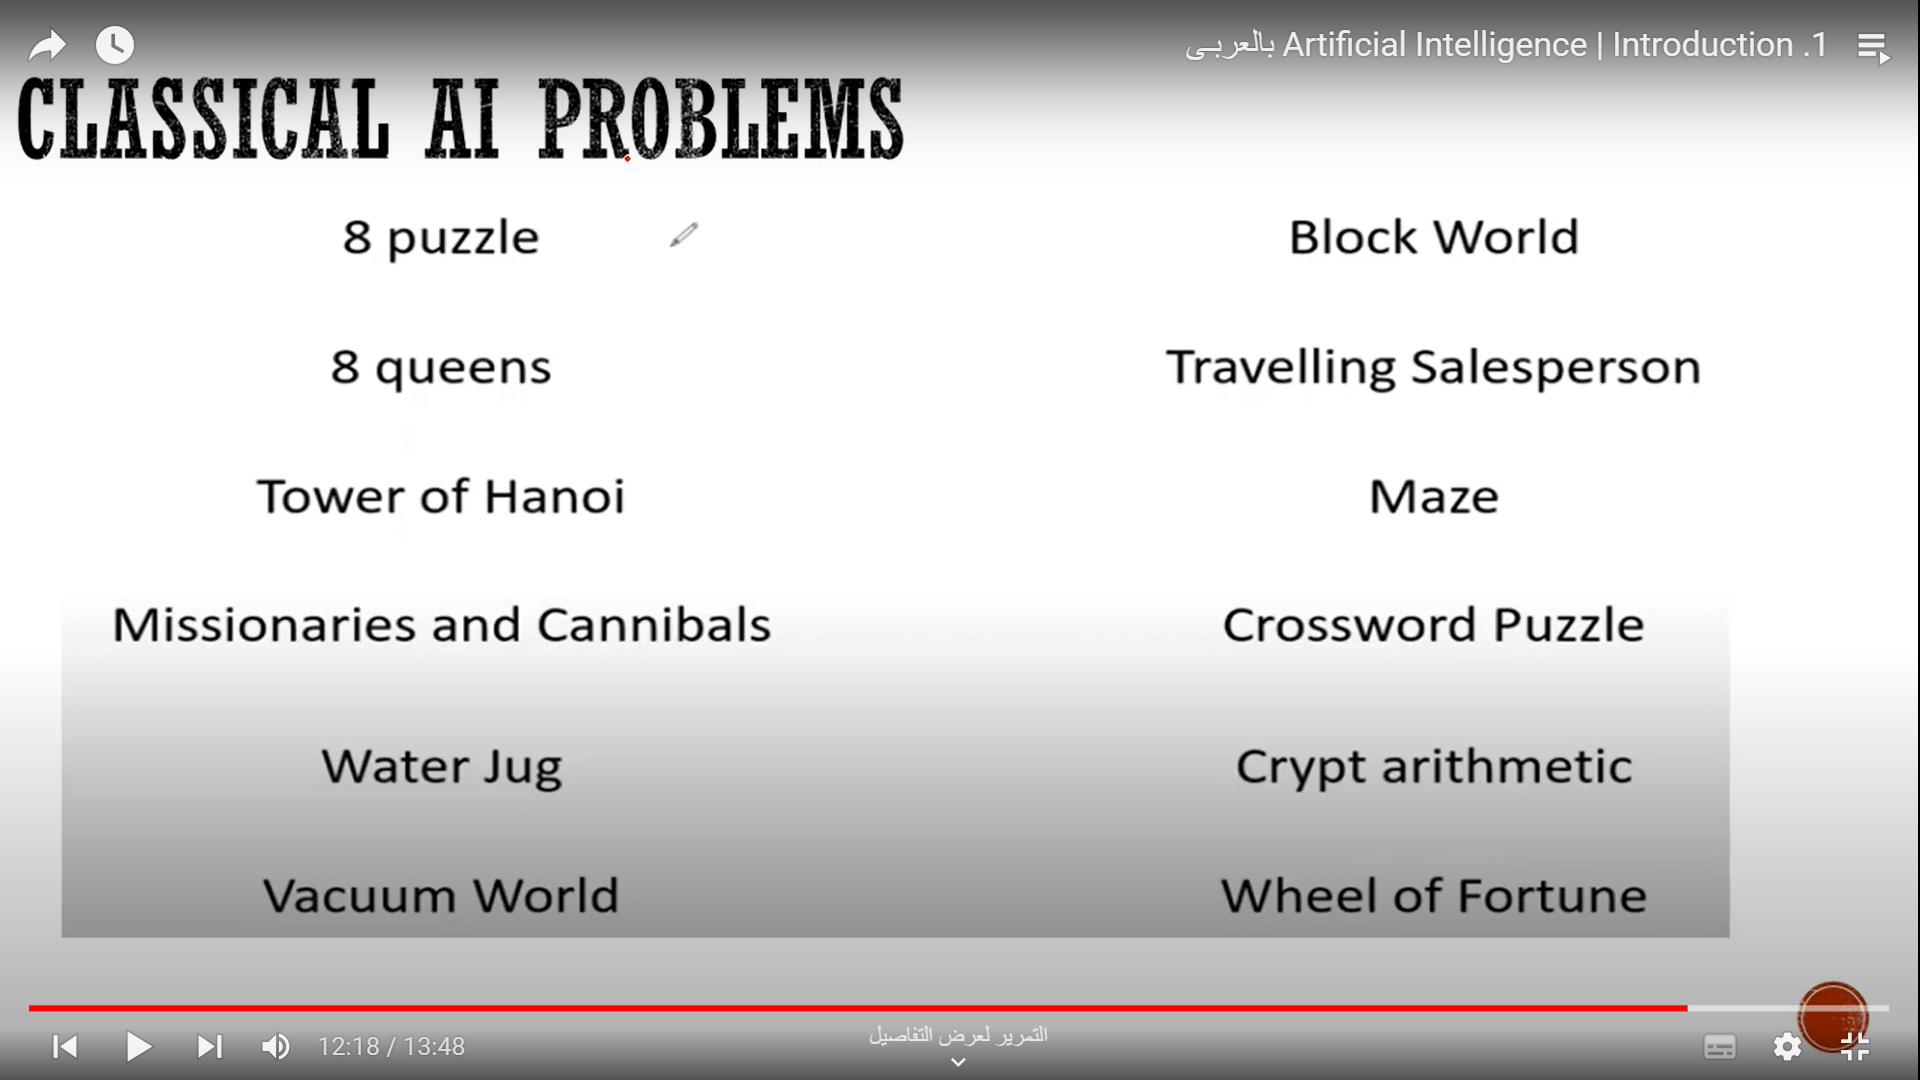 1. Artificial Intelligence | Introduction بالعربي
CLASSICAL AI PROBLEMS
8 puzzle
Block World
8 queens
Travelling Salesperson
Tower of Hanoi
Maze
Missionaries and Cannibals
Crossword Puzzle
Water Jug
Crypt arithmetic
Vacuum World
Wheel of Fortune
التمرير لعرض التفاصيل
12:18 / 13:48